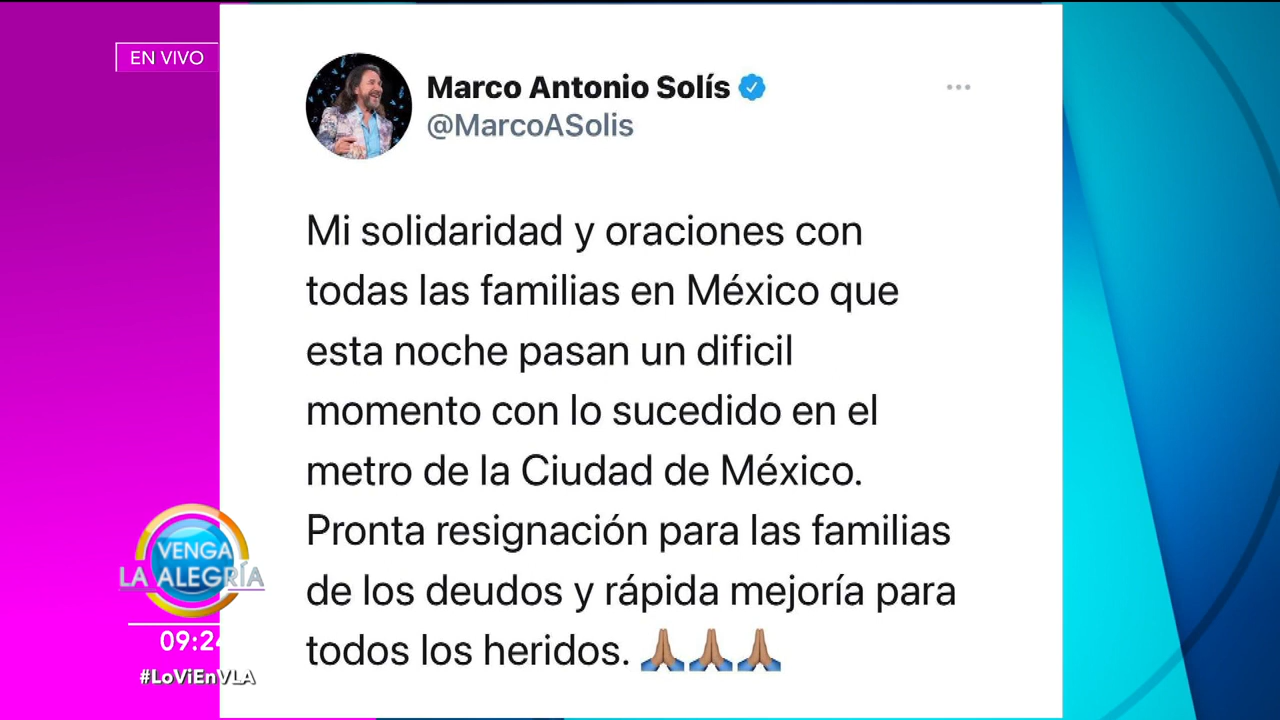 EN VIVO
Marco Antonio Solís
@MarcoASolis
Mi solidaridad y oraciones con
todas las familias en México que
esta noche pasan un dificil
momento con lo sucedido en el
metro de la Ciudad de México.
Pronta resignación para las familias
de los deudos y rápida mejoría para
todos los heridos. 🙏🏽🙏🏽🙏🏽
VENGA
LA ALEGRÍA
09:24
#LoViEnVLA